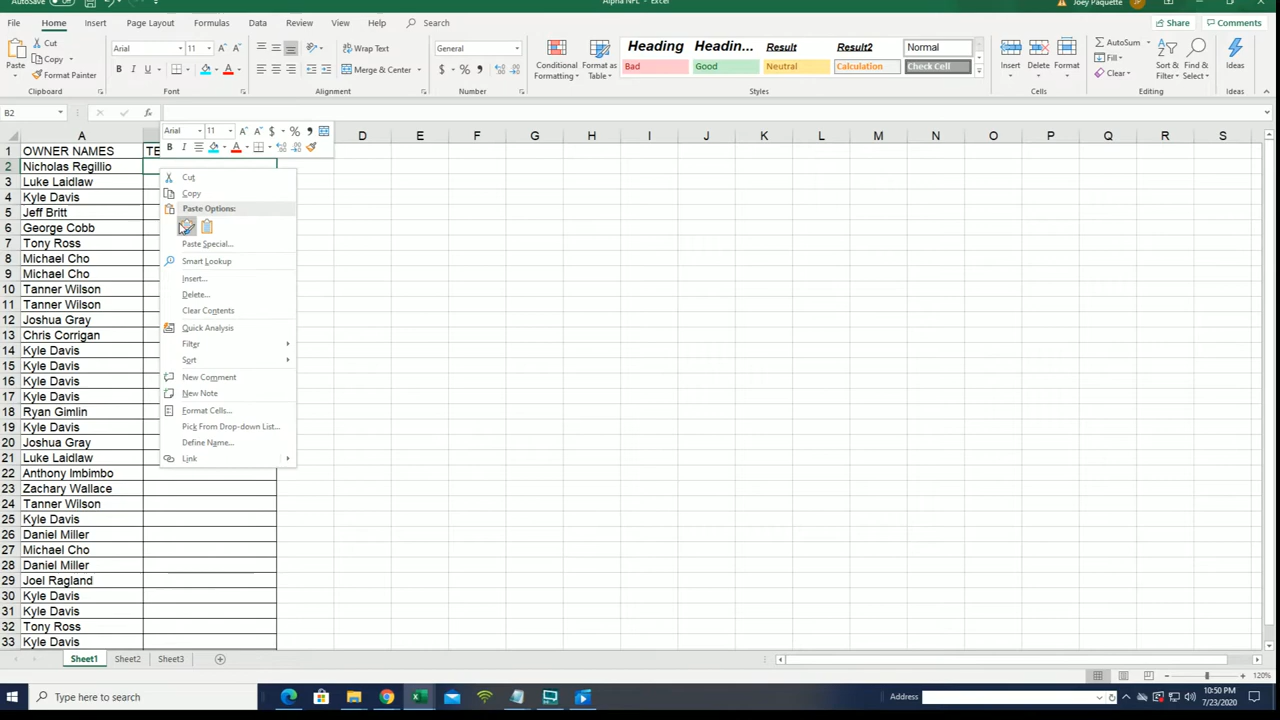 AutoSave Off Alpha NFL - Excel Joey Paquette JP
File Home Insert Page Layout Formulas Data Review View Help Search Share Comments
Paste Cut Copy Format Painter Clipboard
Arial 11 A A B I U A Font
Wrap Text Merge & Center Alignment
General $ % Number
Conditional Formatting Format as Table
Heading Headin... Result Result2 Normal
Bad Good Neutral Calculation Check Cell
Styles
Insert Delete Format Cells
AutoSum Fill Clear Sort & Filter Find & Select Editing
Ideas Ideas
B2 fx
Arial 11 A A $ % B I A
A D E F G H I J K L M N O P Q R S
1 OWNER NAMES TE
2 Nicholas Regillio
3 Luke Laidlaw
4 Kyle Davis
5 Jeff Britt
6 George Cobb
7 Tony Ross
8 Michael Cho
9 Michael Cho
10 Tanner Wilson
11 Tanner Wilson
12 Joshua Gray
13 Chris Corrigan
14 Kyle Davis
15 Kyle Davis
16 Kyle Davis
17 Kyle Davis
18 Ryan Gimlin
19 Kyle Davis
20 Joshua Gray
21 Luke Laidlaw
22 Anthony Imbimbo
23 Zachary Wallace
24 Tanner Wilson
25 Kyle Davis
26 Daniel Miller
27 Michael Cho
28 Daniel Miller
29 Joel Ragland
30 Kyle Davis
31 Kyle Davis
32 Tony Ross
33 Kyle Davis
Cut
Copy
Paste Options:
Paste Special...
Smart Lookup
Insert...
Delete...
Clear Contents
Quick Analysis
Filter
Sort
New Comment
New Note
Format Cells...
Pick From Drop-down List...
Define Name...
Link
Sheet1 Sheet2 Sheet3
120%
Type here to search Address 10:50 PM
7/23/2020